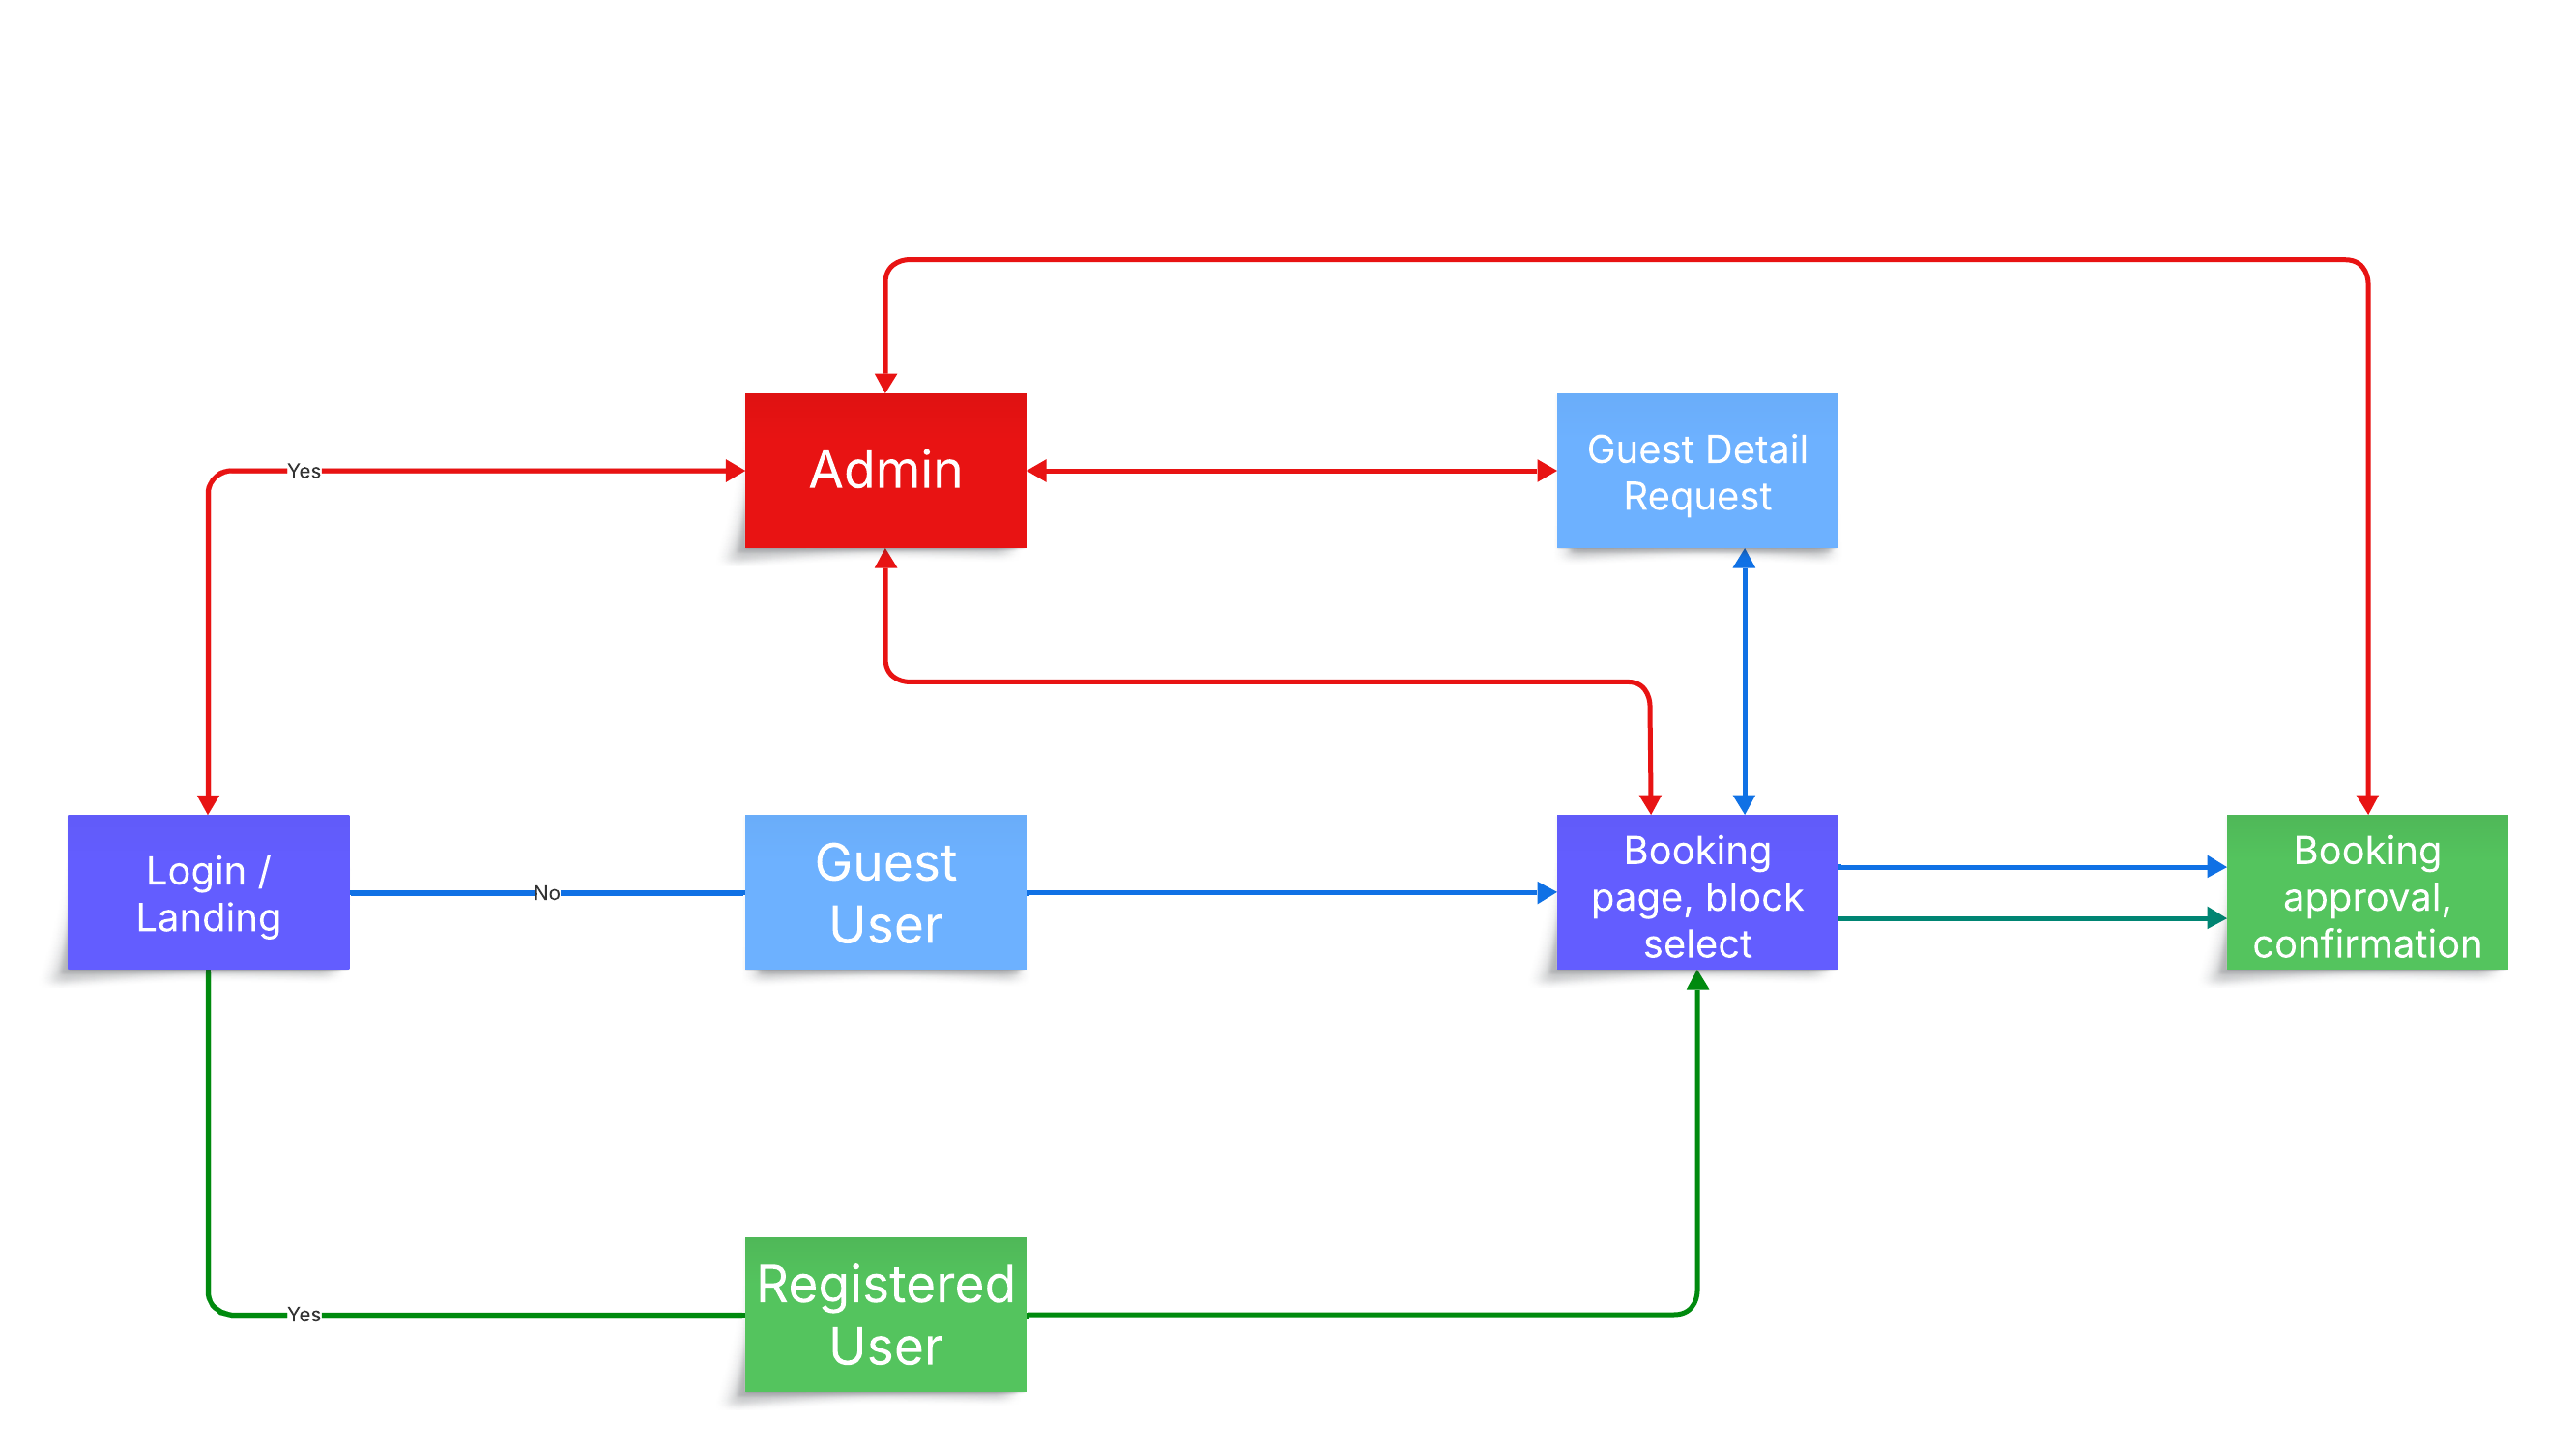 Yes
Admin
Guest Detail
Request
Login /
Landing
No
Guest
User
Booking
page, block
select
Booking
approval,
confirmation
Yes
Registered
User